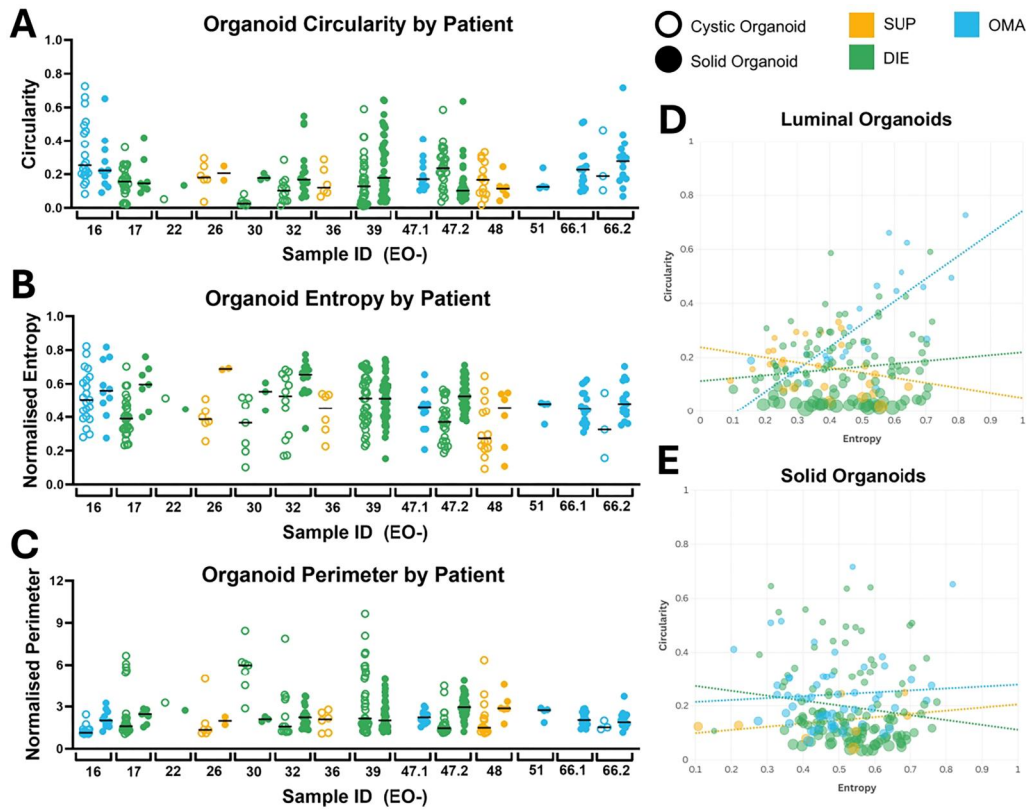 A
Organoid Circularity by Patient
Circularity
1.0
0.8
0.6
0.4
0.2
0.0
16 17 22 26 30 32 36 39 47.1 47.2 48 51 66.1 66.2
Sample ID (EO-)
B
Organoid Entropy by Patient
Normalised Entropy
1.0
0.8
0.6
0.4
0.2
0.0
16 17 22 26 30 32 36 39 47.1 47.2 48 51 66.1 66.2
Sample ID (EO-)
C
Organoid Perimeter by Patient
Normalised Perimeter
12
9
6
3
0
16 17 22 26 30 32 36 39 47.1 47.2 48 51 66.1 66.2
Sample ID (EO-)
Cystic Organoid
Solid Organoid
SUP
DIE
OMA
D
Luminal Organoids
Circularity
1
0.8
0.6
0.4
0.2
0
0 0.1 0.2 0.3 0.4 0.5 0.6 0.7 0.8 0.9 1
Entropy
E
Solid Organoids
Circularity
1
0.8
0.6
0.4
0.2
0
0.1 0.2 0.3 0.4 0.5 0.6 0.7 0.8 0.9 1
Entropy